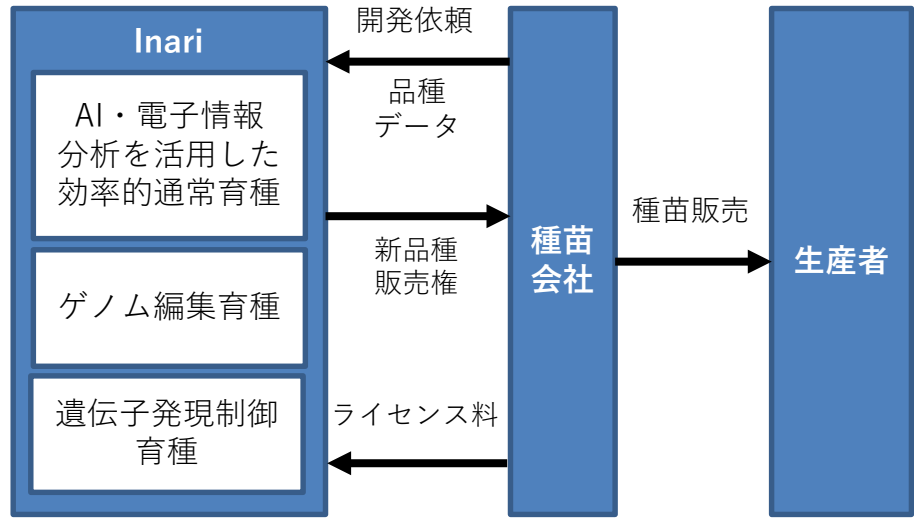 Inari
AI・電子情報
分析を活用した
効率的通常育種
ゲノム編集育種
遺伝子発現制御
育種
開発依頼
品種
データ
新品種
販売権
ライセンス料
種苗
会社
種苗販売
生産者